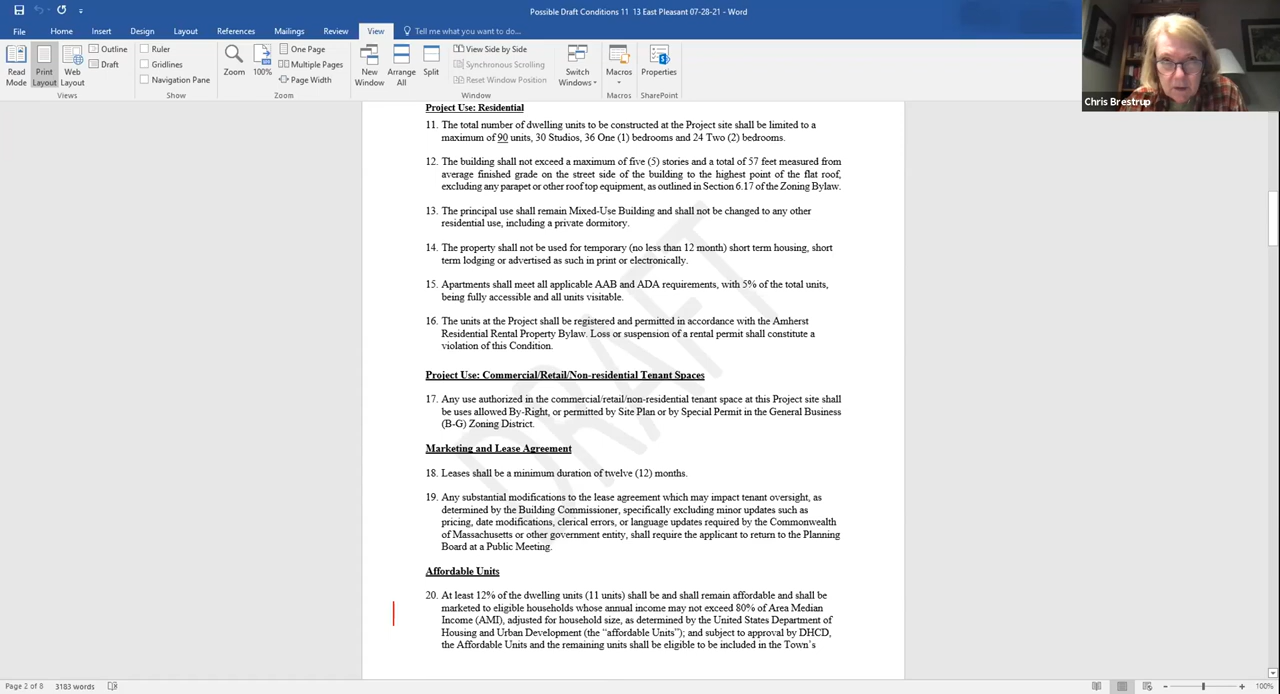 Possible Draft Conditions 11 13 East Pleasant 07-28-21 - Word
File Home Insert Design Layout References Mailings Review View Tell me what you want to do...
Read Mode
Print Layout
Web Layout
Outline
Draft
Views
Ruler
Gridlines
Navigation Pane
Show
Zoom
100%
One Page
Multiple Pages
Page Width
Zoom
New Window
Arrange All
Split
View Side by Side
Synchronous Scrolling
Reset Window Position
Window
Switch Windows
Macros
Macros
Properties
SharePoint
Chris Brestrup
Project Use: Residential
11. The total number of dwelling units to be constructed at the Project site shall be limited to a
maximum of 90 units, 30 Studios, 36 One (1) bedrooms and 24 Two (2) bedrooms.
12. The building shall not exceed a maximum of five (5) stories and a total of 57 feet measured from
average finished grade on the street side of the building to the highest point of the flat roof,
excluding any parapet or other roof top equipment, as outlined in Section 6.17 of the Zoning Bylaw.
13. The principal use shall remain Mixed-Use Building and shall not be changed to any other
residential use, including a private dormitory.
14. The property shall not be used for temporary (no less than 12 month) short term housing, short
term lodging or advertised as such in print or electronically.
15. Apartments shall meet all applicable AAB and ADA requirements, with 5% of the total units,
being fully accessible and all units visitable.
16. The units at the Project shall be registered and permitted in accordance with the Amherst
Residential Rental Property Bylaw. Loss or suspension of a rental permit shall constitute a
violation of this Condition.
Project Use: Commercial/Retail/Non-residential Tenant Spaces
17. Any use authorized in the commercial/retail/non-residential tenant space at this Project site shall
be uses allowed By-Right, or permitted by Site Plan or by Special Permit in the General Business
(B-G) Zoning District.
Marketing and Lease Agreement
18. Leases shall be a minimum duration of twelve (12) months.
19. Any substantial modifications to the lease agreement which may impact tenant oversight, as
determined by the Building Commissioner, specifically excluding minor updates such as
pricing, date modifications, clerical errors, or language updates required by the Commonwealth
of Massachusetts or other government entity, shall require the applicant to return to the Planning
Board at a Public Meeting.
Affordable Units
20. At least 12% of the dwelling units (11 units) shall be and shall remain affordable and shall be
marketed to eligible households whose annual income may not exceed 80% of Area Median
Income (AMI), adjusted for household size, as determined by the United States Department of
Housing and Urban Development (the “affordable Units”); and subject to approval by DHCD,
the Affordable Units and the remaining units shall be eligible to be included in the Town’s
DRAFT
Page 2 of 8 3183 words
100%